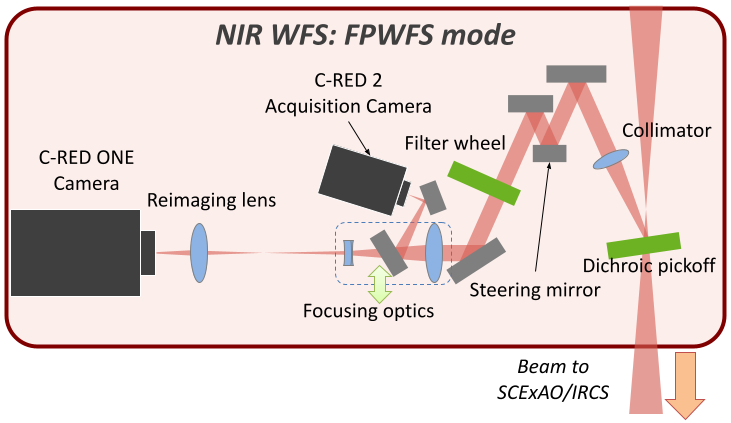 NIR WFS: FPWFS mode
C-RED 2
Acquisition Camera
Filter wheel
Collimator
C-RED ONE
Camera
Reimaging lens
Dichroic pickoff
Steering mirror
Focusing optics
Beam to
SCExAO/IRCS